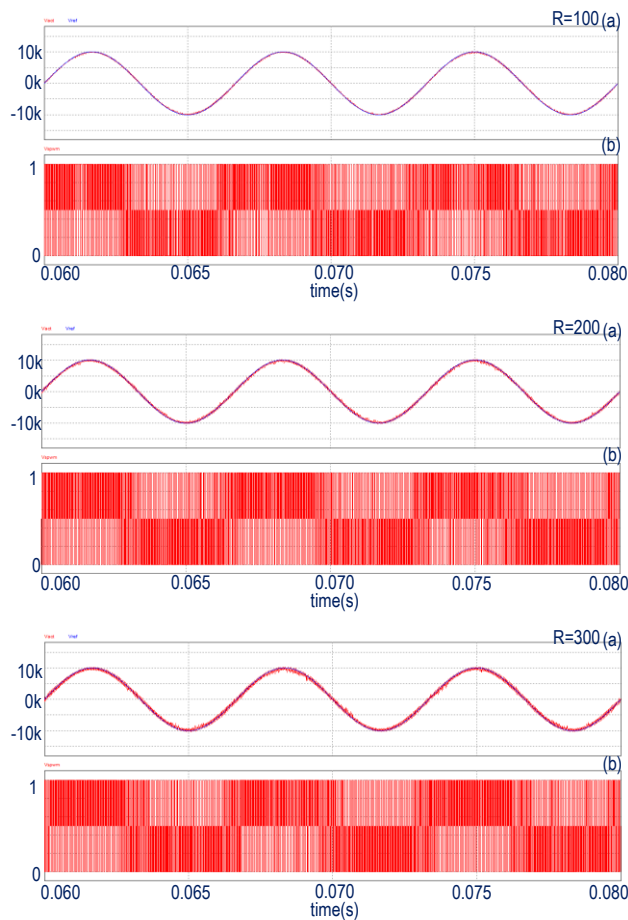 Vout Vref R=100 (a)
10k
0k
-10k
Vspwm (b)
1
0
0.060 0.065 0.070 0.075 0.080
time(s)
Vout Vref R=200 (a)
10k
0k
-10k
Vspwm (b)
1
0
0.060 0.065 0.070 0.075 0.080
time(s)
Vout Vref R=300 (a)
10k
0k
-10k
Vspwm (b)
1
0
0.060 0.065 0.070 0.075 0.080
time(s)